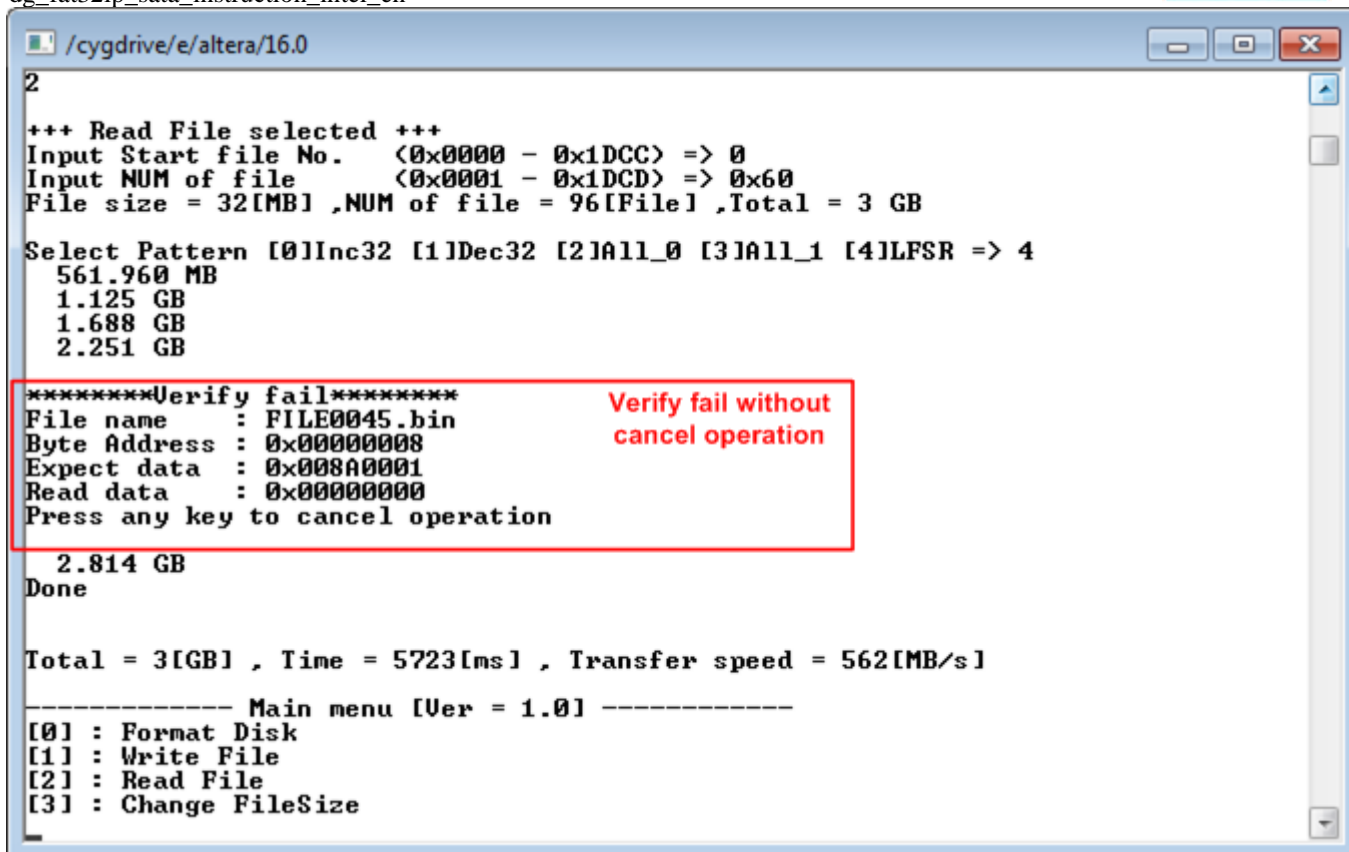 dg_fat32ip_sata_instruction_intel_en
/cygdrive/e/altera/16.0
2
+++ Read File selected +++
Input Start file No.   (0x0000 - 0x1DCC) => 0
Input NUM of file      (0x0001 - 0x1DCD) => 0x60
File size = 32[MB] ,NUM of file = 96[File] ,Total = 3 GB
Select Pattern [0]Inc32 [1]Dec32 [2]All_0 [3]All_1 [4]LFSR => 4
561.960 MB
1.125 GB
1.688 GB
2.251 GB
********Verify fail********
File name    : FILE0045.bin
Byte Address : 0x00000008
Expect data  : 0x008A0001
Read data    : 0x00000000
Press any key to cancel operation
Verify fail without
cancel operation
2.814 GB
Done
Total = 3[GB] , Time = 5723[ms] , Transfer speed = 562[MB/s]
------------- Main menu [Ver = 1.0] ------------
[0] : Format Disk
[1] : Write File
[2] : Read File
[3] : Change FileSize